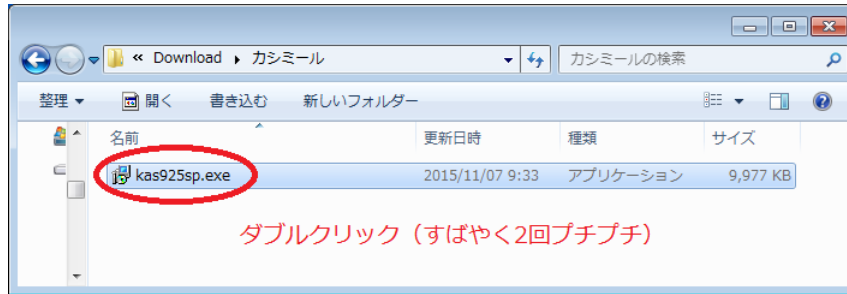 « Download カシミール カシミールの検索
整理 開く 書き込む 新しいフォルダー
名前 更新日時 種類 サイズ
kas925sp.exe 2015/11/07 9:33 アプリケーション 9,977 KB
ダブルクリック（すばやく2回プチプチ）